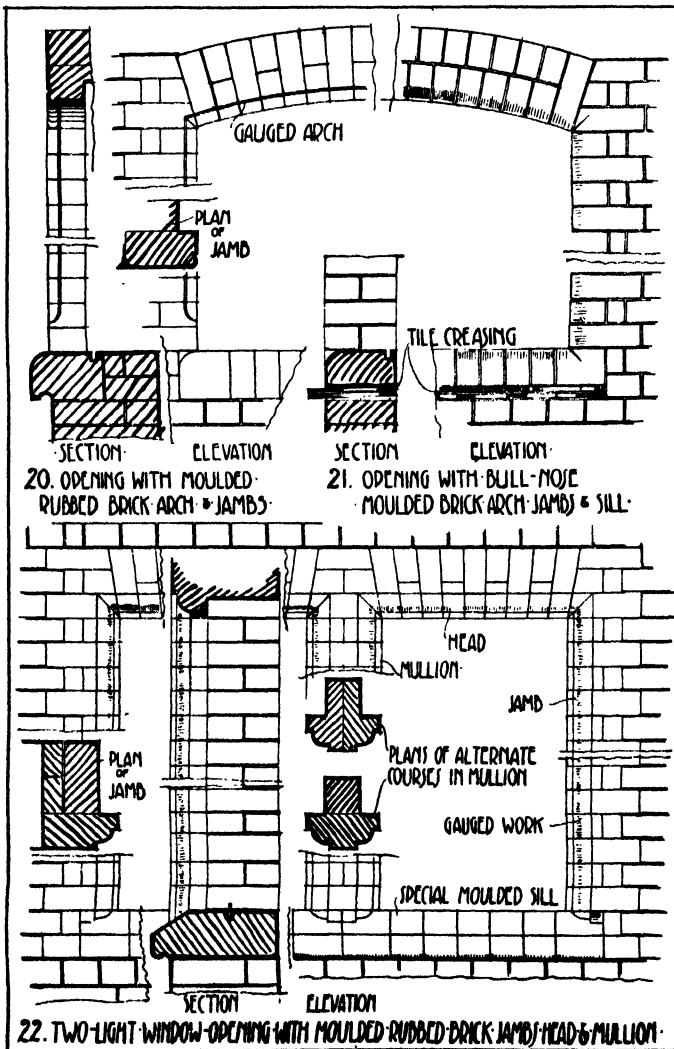 GAUGED ARCH
PLAN
OF
JAMB
TILE CREASING
·SECTION·
ELEVATION
SECTION
ELEVATION
20. OPENING WITH MOULDED·
RUBBED BRICK ARCH & JAMBS·
21. OPENING WITH BULL-NOSE
·MOULDED BRICK ARCH·JAMBS & SILL·
HEAD
MULLION·
JAMB
PLAN
OF
JAMB
PLANS OF ALTERNATE
COURSES IN MULLION
GAUGED WORK
SPECIAL MOULDED SILL
SECTION
ELEVATION
22. TWO-LIGHT·WINDOW-OPENING·WITH MOULDED·RUBBED·BRICK·JAMBS·HEAD·&·MULLION·